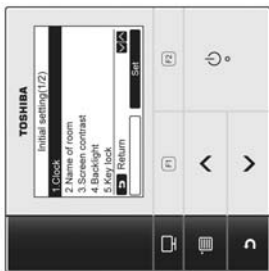 TOSHIBA
Initial setting(1/2)
1.Clock
2.Name of room
3.Screen contrast
4.Backlight
5.Key lock
Return
Set
F1
F2